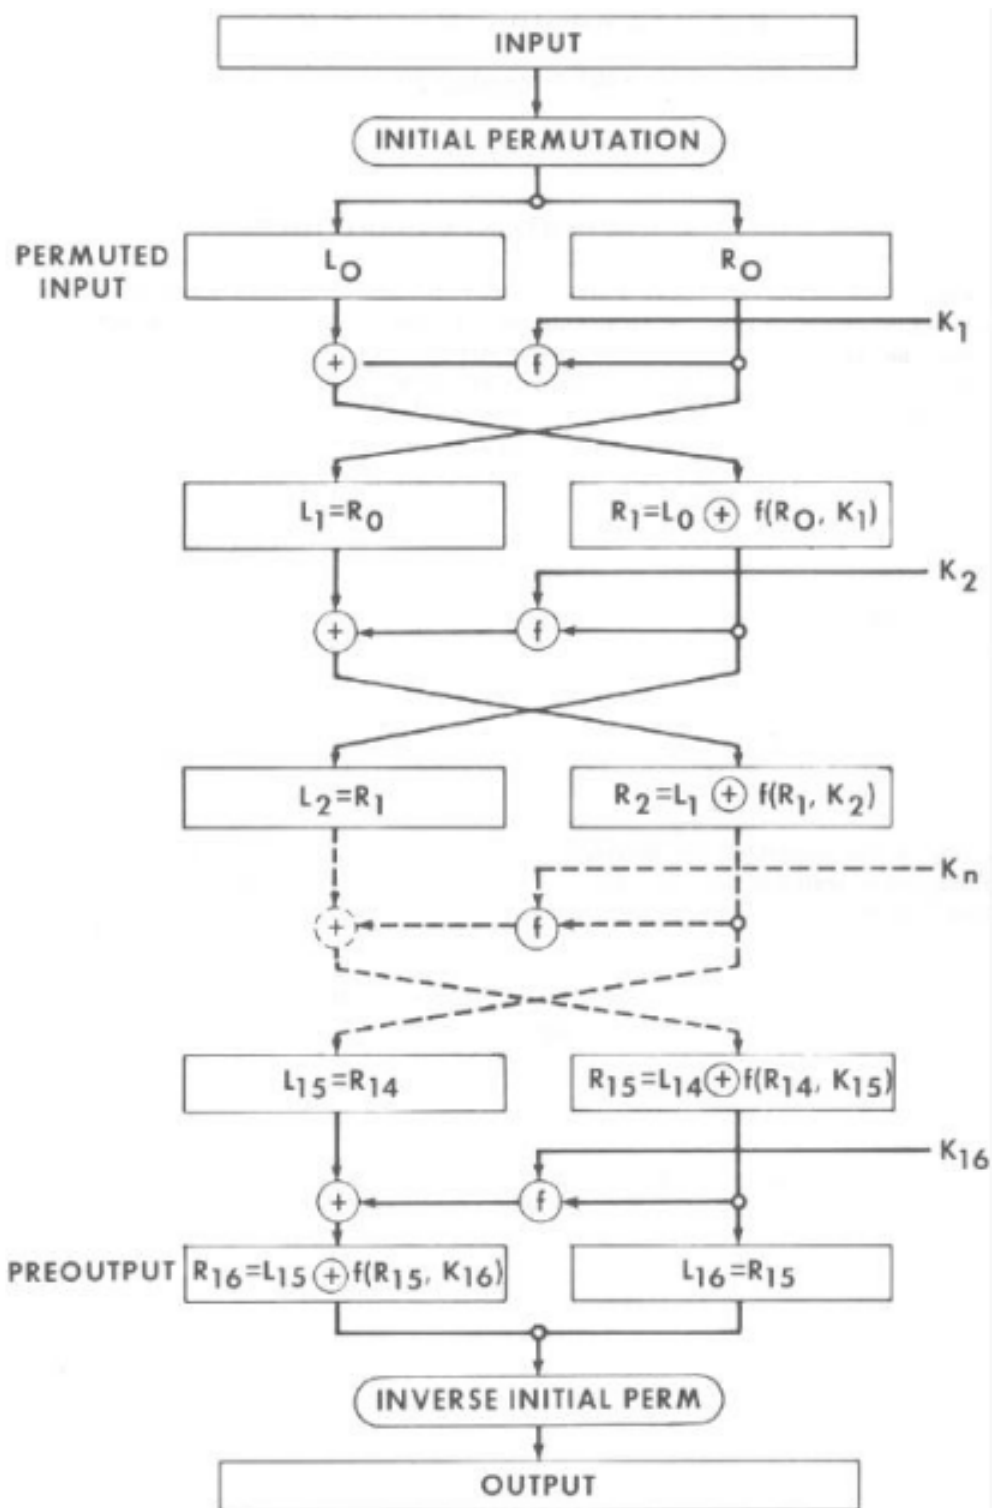 INPUT
INITIAL PERMUTATION
PERMUTED
INPUT
L₀
R₀
K₁
+
f
L₁=R₀
R₁=L₀ ⊕ f(R₀, K₁)
K₂
+
f
L₂=R₁
R₂=L₁ ⊕ f(R₁, K₂)
Kₙ
+
f
L₁₅=R₁₄
R₁₅=L₁₄⊕f(R₁₄, K₁₅)
K₁₆
+
f
PREOUTPUT
R₁₆=L₁₅⊕f(R₁₅, K₁₆)
L₁₆=R₁₅
INVERSE INITIAL PERM
OUTPUT